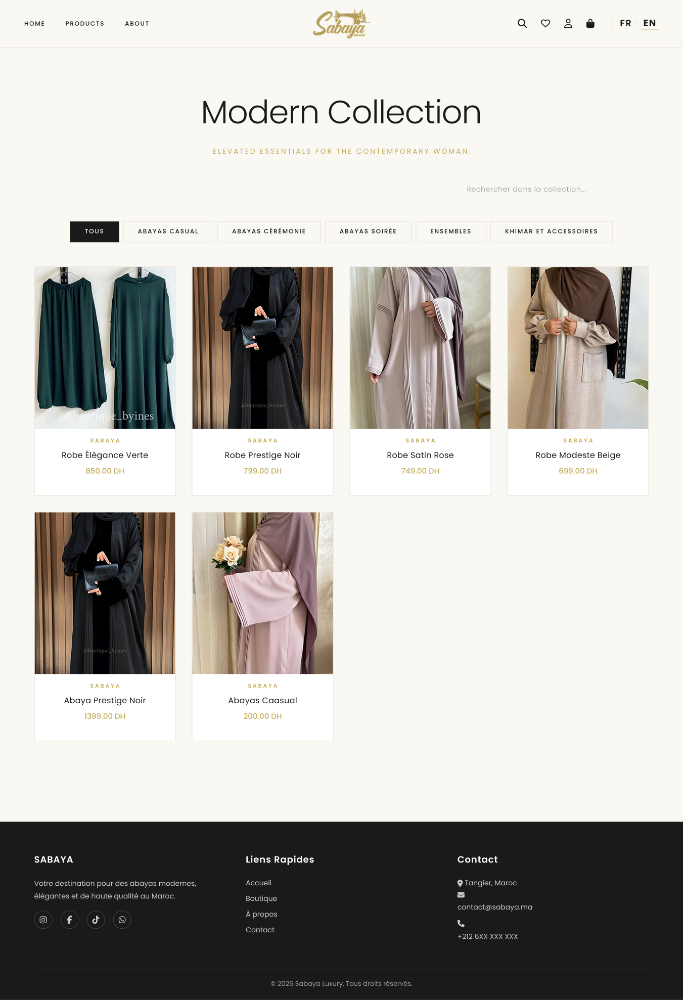 HOME PRODUCTS ABOUT
Sabaya
BRAND
FR EN
Modern Collection
ELEVATED ESSENTIALS FOR THE CONTEMPORARY WOMAN.
Rechercher dans la collection...
TOUS ABAYAS CASUAL ABAYAS CÉRÉMONIE ABAYAS SOIRÉE ENSEMBLES KHIMAR ET ACCESSOIRES
@boutique_byines
@boutique_byines
SABAYA SABAYA SABAYA SABAYA
Robe Élégance Verte Robe Prestige Noir Robe Satin Rose Robe Modeste Beige
850.00 DH 799.00 DH 749.00 DH 699.00 DH
@boutique_byines
SABAYA SABAYA
Abaya Prestige Noir Abayas Caasual
1399.00 DH 200.00 DH
SABAYA Liens Rapides Contact
Votre destination pour des abayas modernes,
élégantes et de haute qualité au Maroc.
Accueil
Boutique
À propos
Contact
Tangier, Maroc
contact@sabaya.ma
+212 6XX XXX XXX
© 2026 Sabaya Luxury. Tous droits réservés.